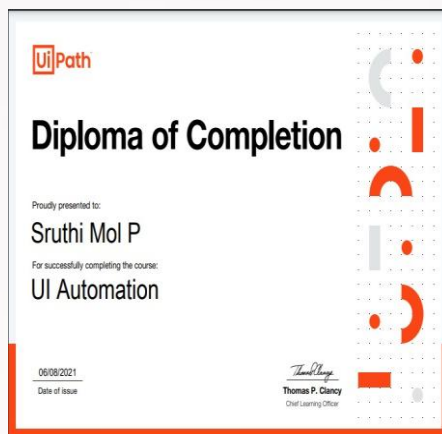 UiPath
Diploma of Completion
Proudly presented to:
Sruthi Mol P
For successfully completing the course:
UI Automation
06/08/2021
Date of issue
Thomas P. Clancy
Chief Learning Officer